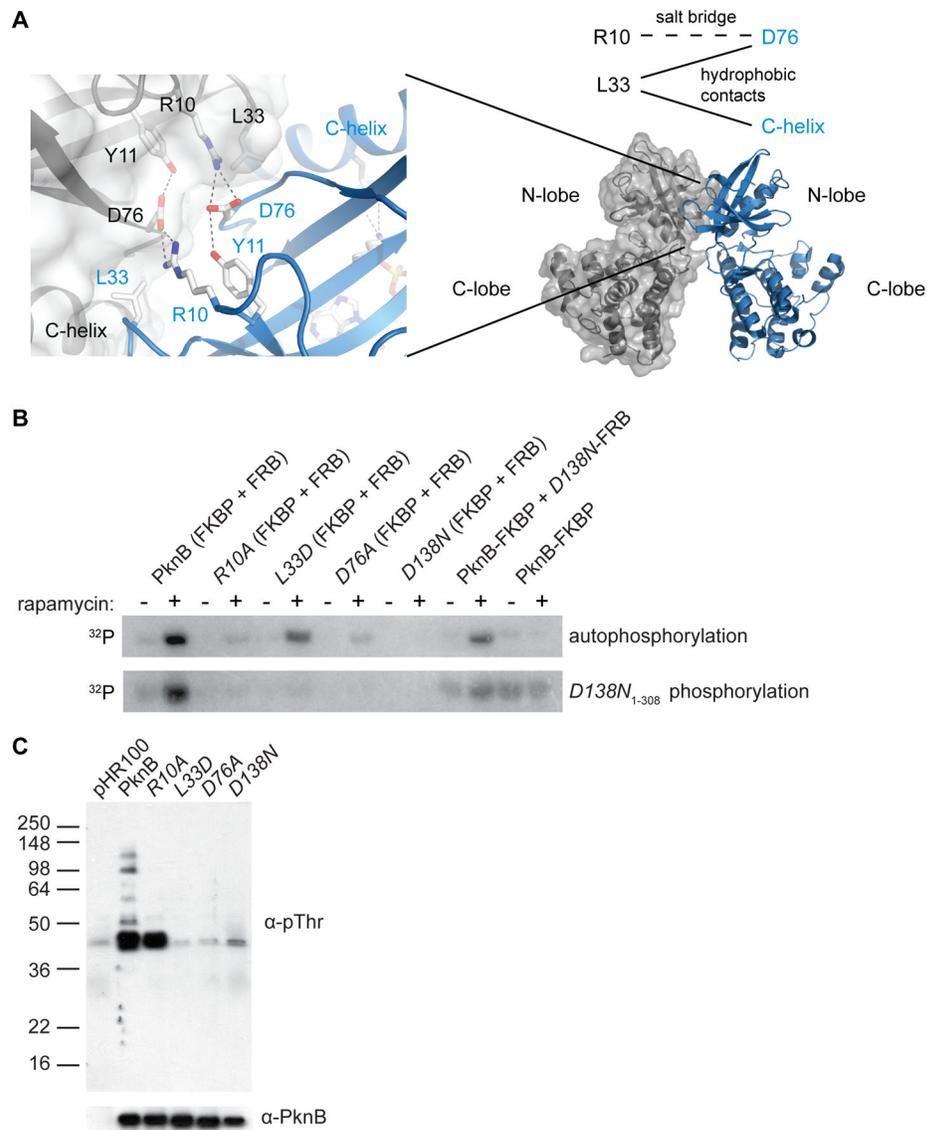 A
salt bridge
R10 D76
L33
hydrophobic
contacts
C-helix
R10
L33
C-helix
Y11
D76
D76
Y11
L33
R10
C-helix
N-lobe
N-lobe
C-lobe
C-lobe
B
PknB (FKBP + FRB)
R10A (FKBP + FRB)
L33D (FKBP + FRB)
D76A (FKBP + FRB)
D138N (FKBP + FRB)
PknB-FKBP + D138N-FRB
PknB-FKBP
rapamycin: - + - + - + - + - + - + - +
32P autophosphorylation
32P D138N1-308 phosphorylation
C
pHR100
PknB
R10A
L33D
D76A
D138N
250
148
98
64
50
α-pThr
36
22
16
α-PknB